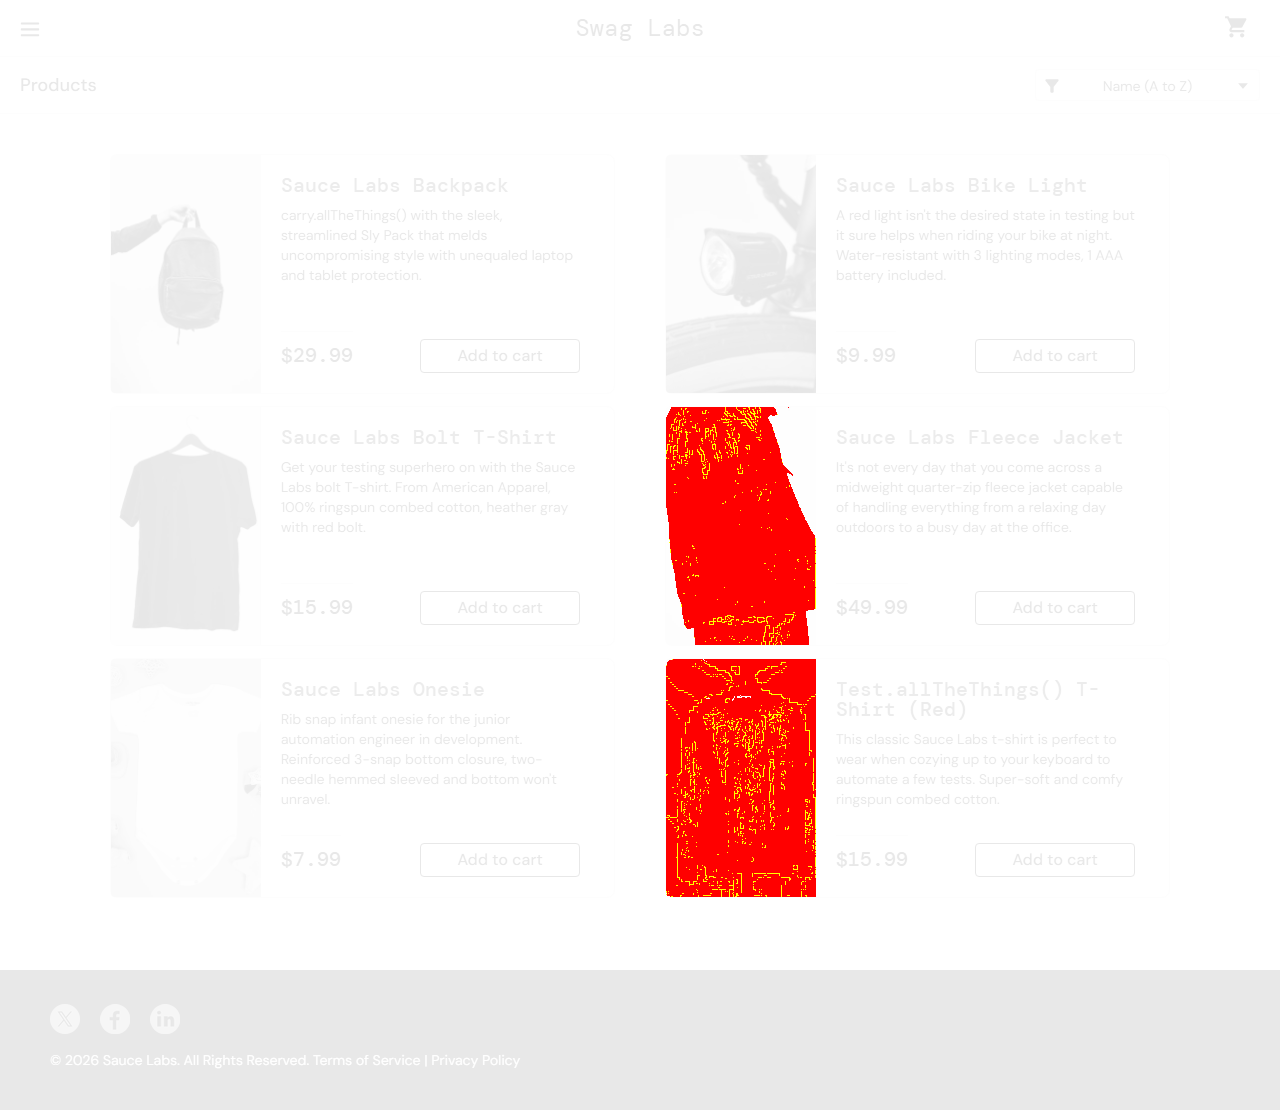 Swag Labs
Products
Name (A to Z)
Sauce Labs Backpack
carry.allTheThings() with the sleek,
streamlined Sly Pack that melds
uncompromising style with unequaled laptop
and tablet protection.
$29.99
Add to cart
Sauce Labs Bike Light
A red light isn't the desired state in testing but
it sure helps when riding your bike at night.
Water-resistant with 3 lighting modes, 1 AAA
battery included.
$9.99
Add to cart
Sauce Labs Bolt T-Shirt
Get your testing superhero on with the Sauce
Labs bolt T-shirt. From American Apparel,
100% ringspun combed cotton, heather gray
with red bolt.
$15.99
Add to cart
Sauce Labs Fleece Jacket
It's not every day that you come across a
midweight quarter-zip fleece jacket capable
of handling everything from a relaxing day
outdoors to a busy day at the office.
$49.99
Add to cart
Sauce Labs Onesie
Rib snap infant onesie for the junior
automation engineer in development.
Reinforced 3-snap bottom closure, two-
needle hemmed sleeved and bottom won't
unravel.
$7.99
Add to cart
Test.allTheThings() T-
Shirt (Red)
This classic Sauce Labs t-shirt is perfect to
wear when cozying up to your keyboard to
automate a few tests. Super-soft and comfy
ringspun combed cotton.
$15.99
Add to cart
© 2026 Sauce Labs. All Rights Reserved. Terms of Service | Privacy Policy